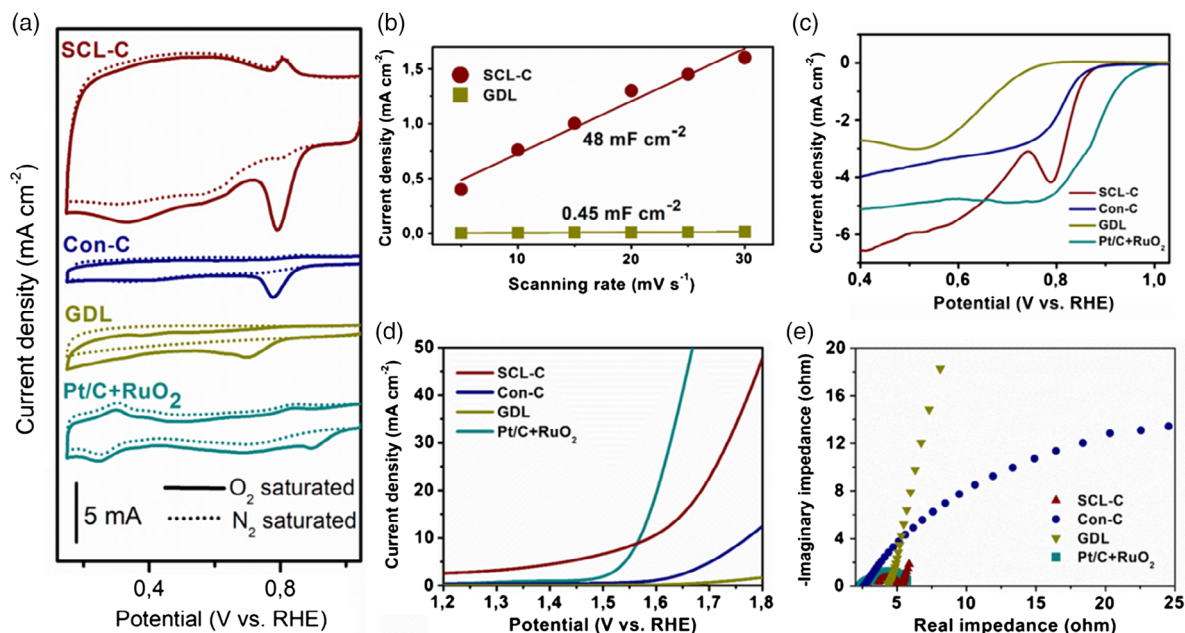 (a)
SCL-C
Con-C
GDL
Pt/C+RuO2
O2 saturated
N2 saturated
5 mA
0.4 0.8
Potential (V vs. RHE)
Current density (mA cm-2)
(b)
1,5
1,0
0,5
0,0
SCL-C
GDL
48 mF cm-2
0.45 mF cm-2
5 10 15 20 25 30
Scanning rate (mV s-1)
Current density (mA cm-2)
(c)
0
-2
-4
-6
SCL-C
Con-C
GDL
Pt/C+RuO2
0,4 0,6 0,8 1,0
Potential (V vs. RHE)
Current density (mA cm-2)
(d)
50
40
30
20
10
0
SCL-C
Con-C
GDL
Pt/C+RuO2
1,2 1,3 1,4 1,5 1,6 1,7 1,8
Potential (V vs. RHE)
Current density (mA cm-2)
(e)
20
16
12
8
4
0
SCL-C
Con-C
GDL
Pt/C+RuO2
5 10 15 20 25
Real impedance (ohm)
-Imaginary impedance (ohm)